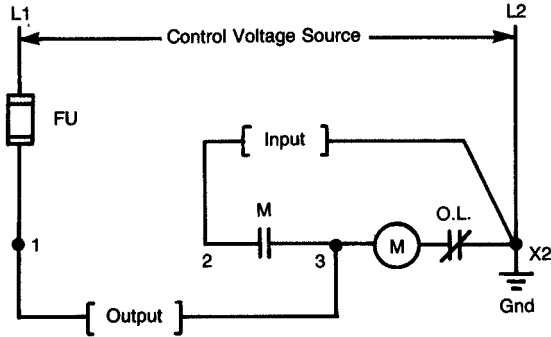 L1
L2
Control Voltage Source
FU
Input
M
O.L.
1
2
3
M
X2
Output
Gnd